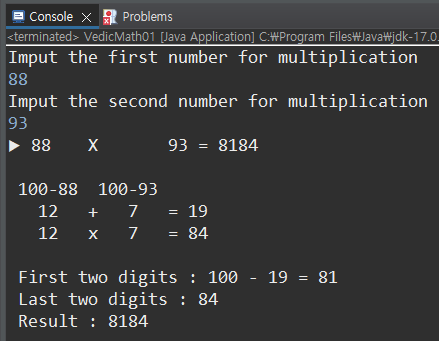 Console Problems
<terminated> VedicMath01 [Java Application] C:₩Program Files₩Java₩jdk-17.0.
Imput the first number for multiplication
88
Imput the second number for multiplication
93
▶ 88 X 93 = 8184
100-88 100-93
12 + 7 = 19
12 x 7 = 84
First two digits : 100 - 19 = 81
Last two digits : 84
Result : 8184